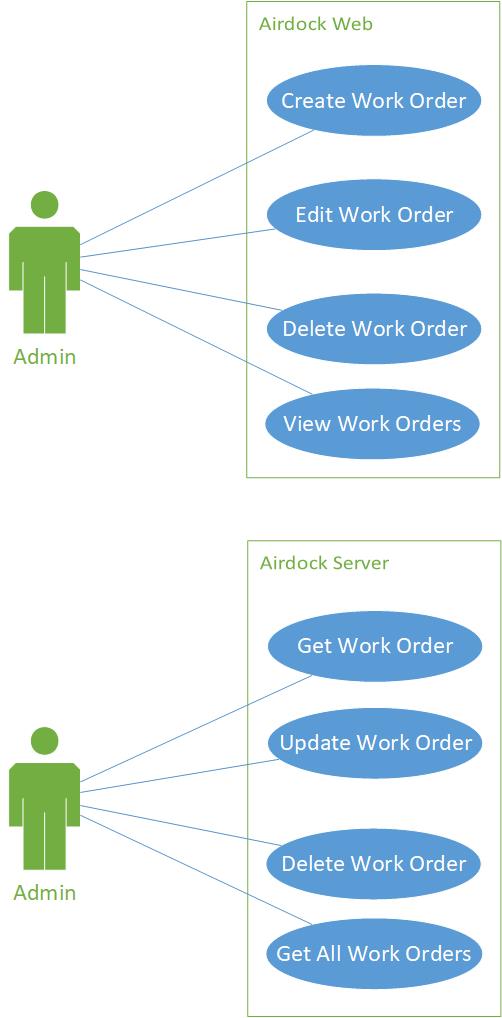 Airdock Web
Create Work Order
Edit Work Order
Delete Work Order
Admin
View Work Orders
Airdock Server
Get Work Order
Update Work Order
Delete Work Order
Admin
Get All Work Orders